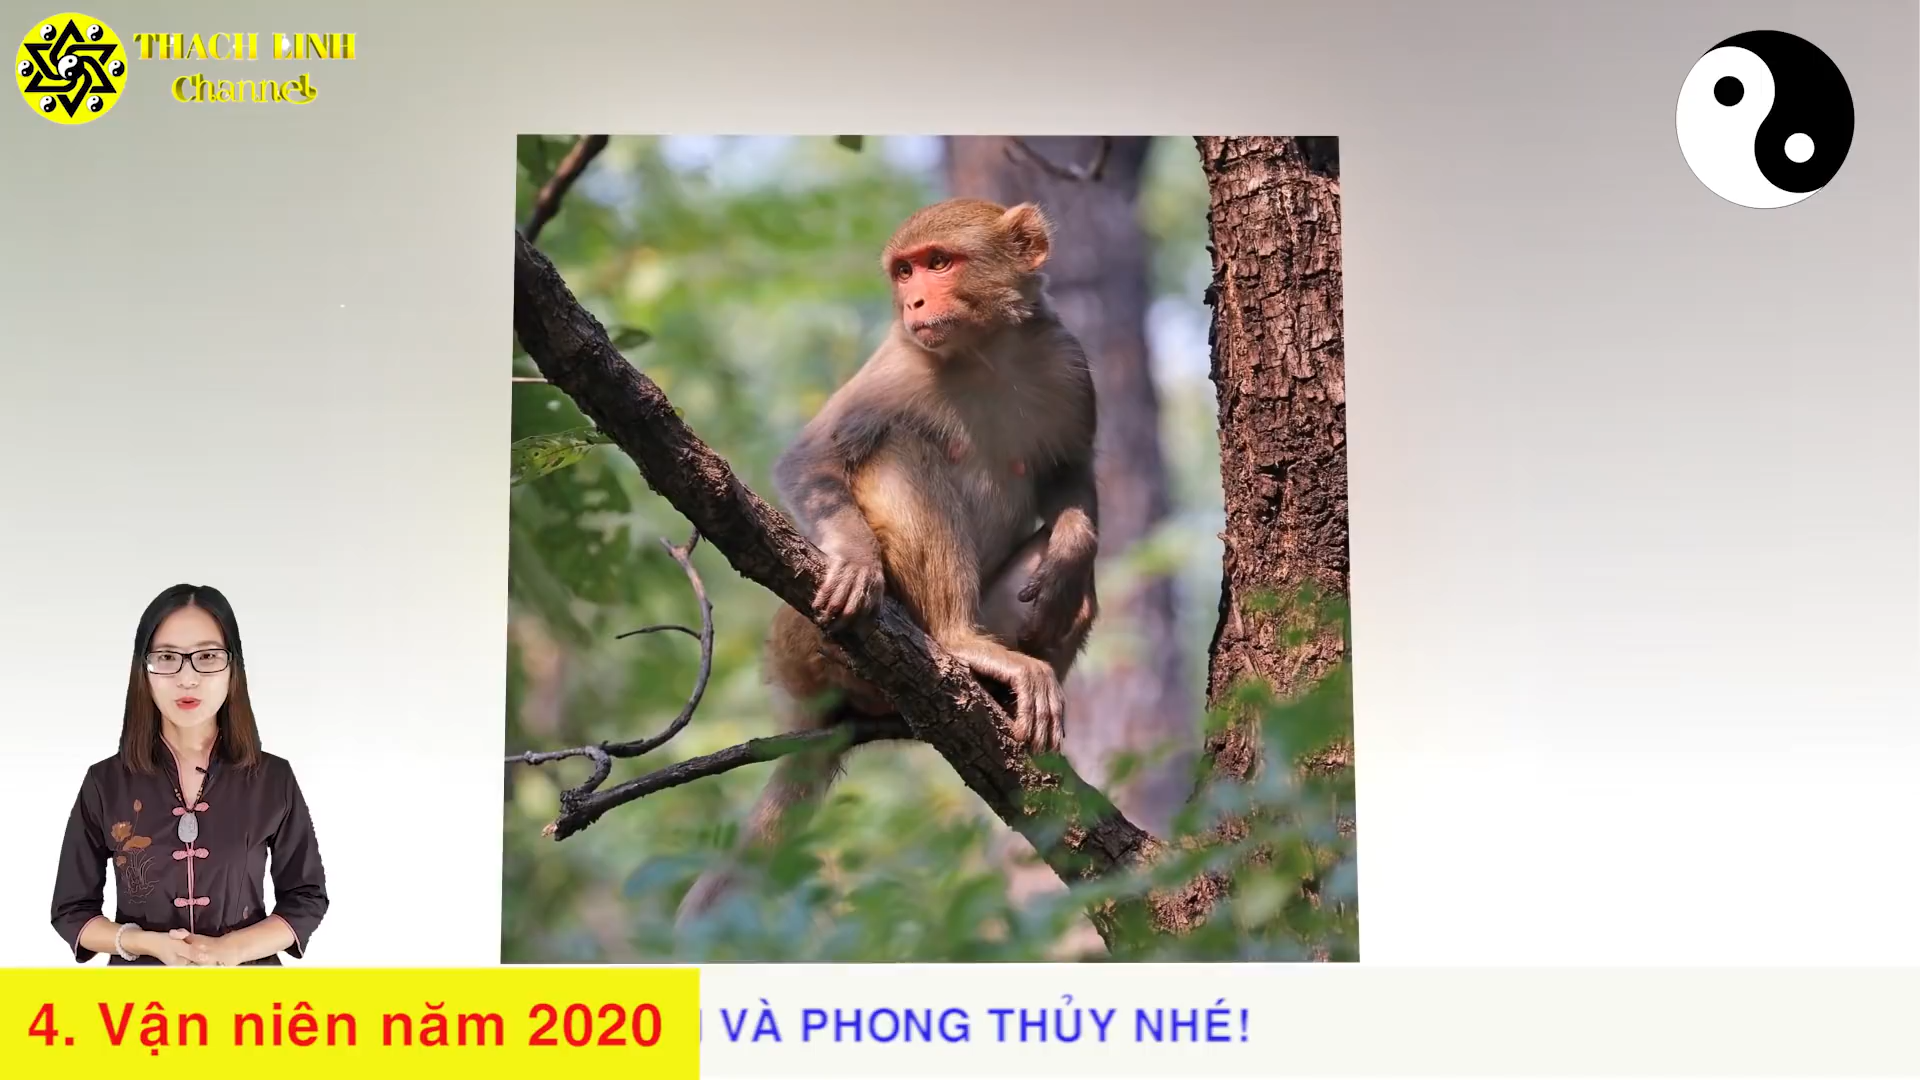 THACH LINH
Channel
4. Vận niên năm 2020
VÀ PHONG THỦY NHÉ!